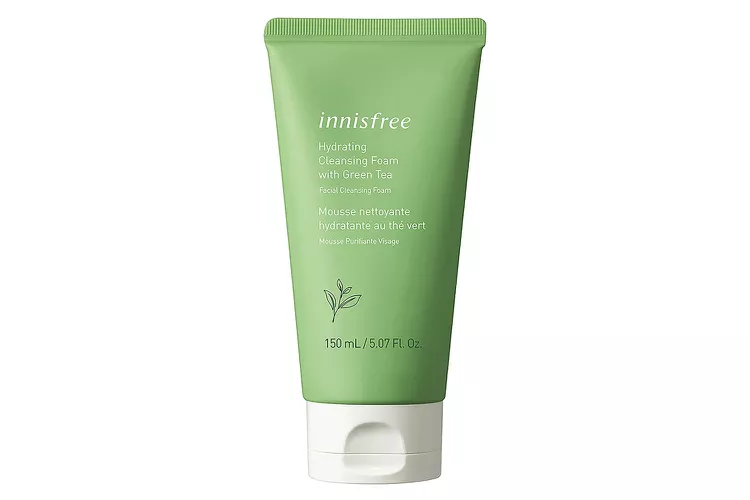 innisfree
Hydrating
Cleansing Foam
with Green Tea
Facial Cleansing Foam
Mousse nettoyante
hydratante au thé vert
Mousse Purifiante Visage
150 mL / 5.07 Fl. Oz.